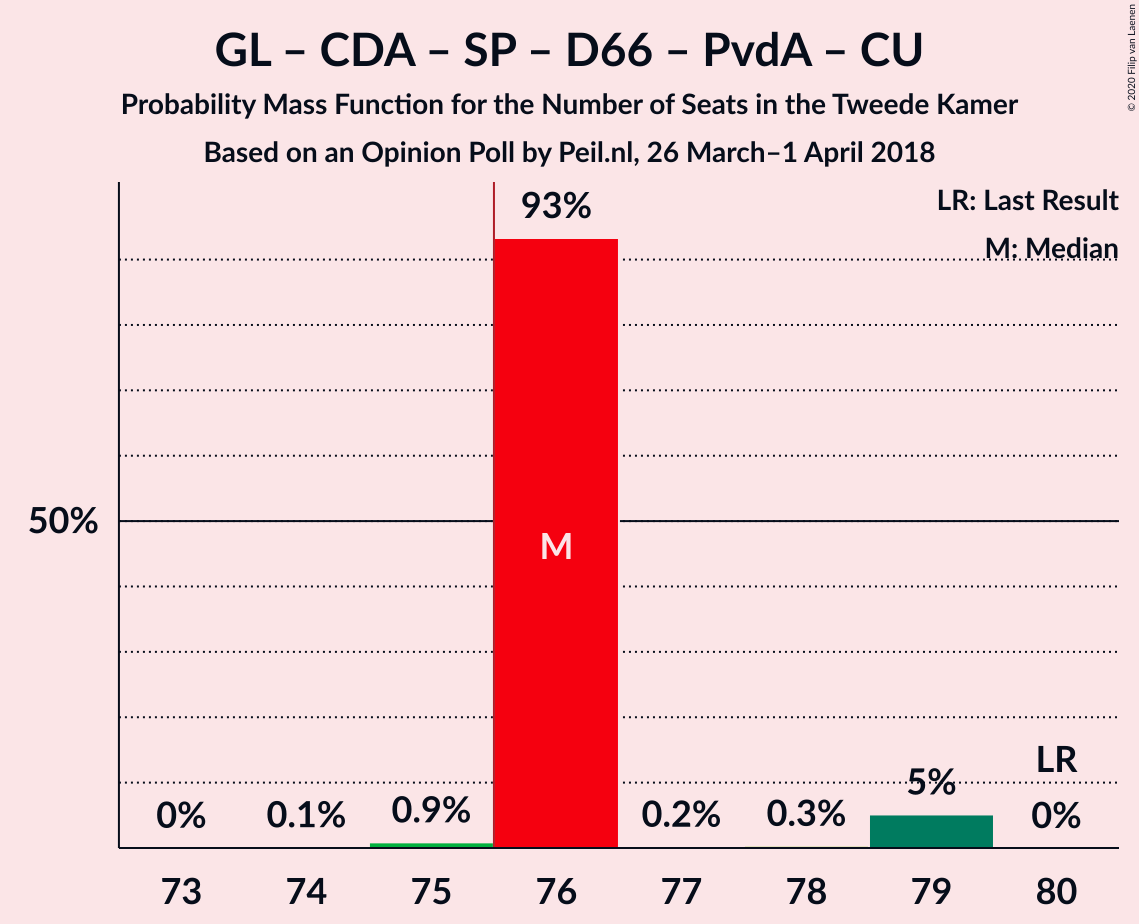 GL – CDA – SP – D66 – PvdA – CU
Probability Mass Function for the Number of Seats in the Tweede Kamer
Based on an Opinion Poll by Peil.nl, 26 March–1 April 2018
© 2020 Filip van Laenen
LR: Last Result
M: Median
93%
50%
M
LR
0%
0.1%
0.9%
0.2%
0.3%
5%
0%
73 74 75 76 77 78 79 80